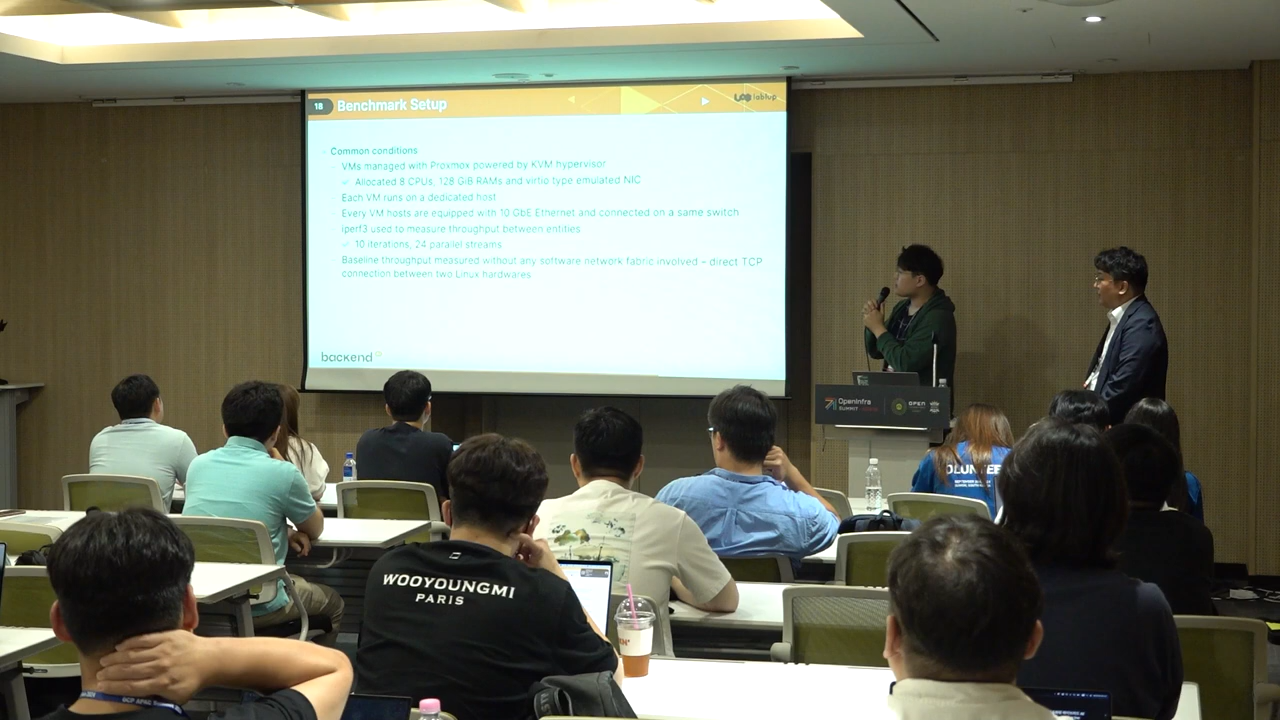 18 Benchmark Setup
lablup
Common conditions
VMs managed with Proxmox powered by KVM hypervisor
Allocated 8 CPUs, 128 GiB RAMs and virtio type emulated NIC
Each VM runs on a dedicated host
Every VM hosts are equipped with 10 GbE Ethernet and connected on a same switch
Iperf3 used to measure throughput between entities
10 iterations, 24 parallel streams
Baseline throughput measured without any software network fabric involved – direct TCP
connection between two Linux hardwares
backend
OpenInfra
SUMMIT
OPEN
OLUNTEE
WOOYOUNGMI
PARIS